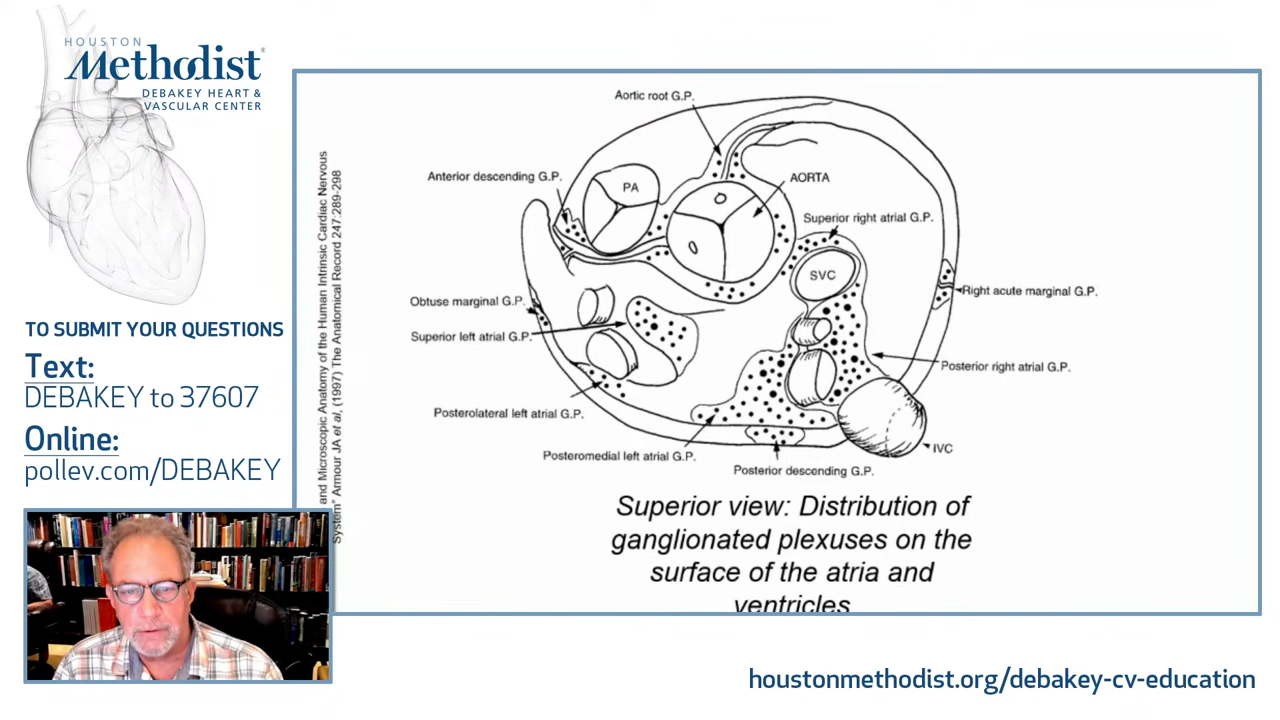 HOUSTON
Methodist®
DEBAKEY HEART &
VASCULAR CENTER
TO SUBMIT YOUR QUESTIONS
Text:
DEBAKEY to 37607
Online:
pollev.com/DEBAKEY
and Microscopic Anatomy of the Human Intrinsic Cardiac Nervous
System" Armour JA et al, (1997) The Anatomical Record 247:289-298
Aortic root G.P.
Anterior descending G.P.
PA
AORTA
Superior right atrial G.P.
SVC
Obtuse marginal G.P.
Right acute marginal G.P.
Superior left atrial G.P.
Posterior right atrial G.P.
Posterolateral left atrial G.P.
IVC
Posteromedial left atrial G.P.
Posterior descending G.P.
Superior view: Distribution of
ganglionated plexuses on the
surface of the atria and
ventricles
houstonmethodist.org/debakey-cv-education